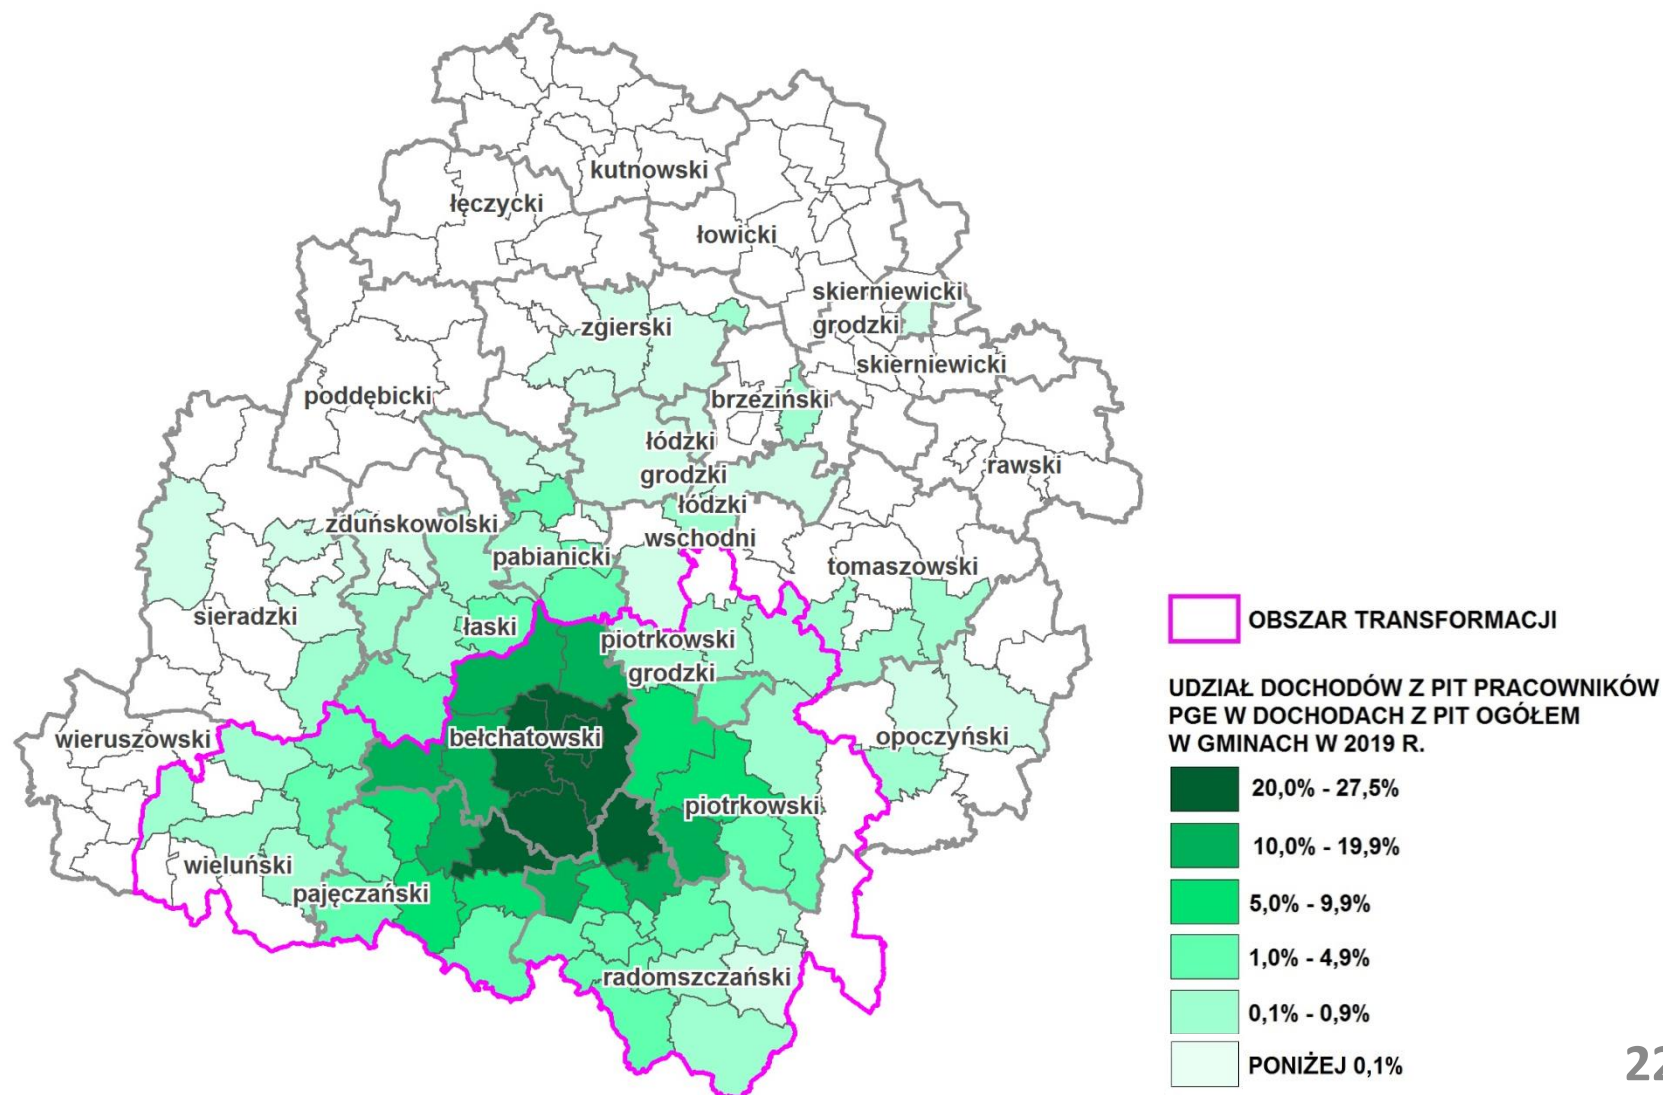 kutnowski
łęczycki
łowicki
skierniewicki
grodzki
zgierski
skierniewicki
poddębicki
brzeziński
łódzki
grodzki
rawski
łódzki
wschodni
zduńskowolski
pabianicki
tomaszowski
sieradzki
łaski
piotrkowski
grodzki
wieruszowski
bełchatowski
opoczyński
piotrkowski
wieluński
pajęczański
radomszczański
OBSZAR TRANSFORMACJI
UDZIAŁ DOCHODÓW Z PIT PRACOWNIKÓW
PGE W DOCHODACH Z PIT OGÓŁEM
W GMINACH W 2019 R.
20,0% - 27,5%
10,0% - 19,9%
5,0% - 9,9%
1,0% - 4,9%
0,1% - 0,9%
PONIŻEJ 0,1%
22